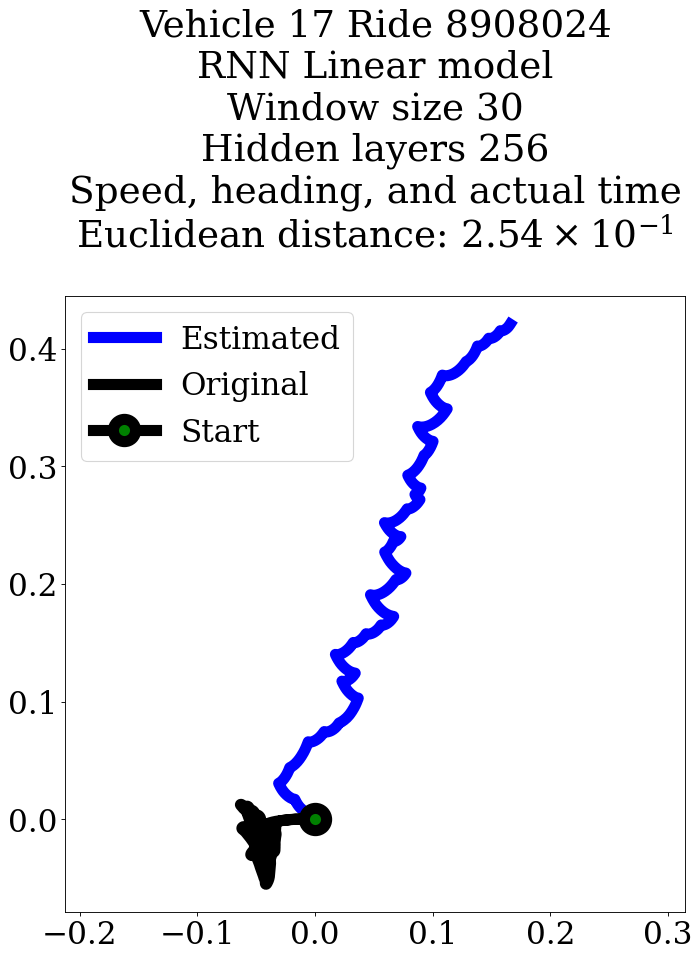 Vehicle 17 Ride 8908024
RNN Linear model
Window size 30
Hidden layers 256
Speed, heading, and actual time
Euclidean distance: 2.54 × 10⁻¹
Estimated
Original
Start
0.4
0.3
0.2
0.1
0.0
−0.2 −0.1 0.0 0.1 0.2 0.3